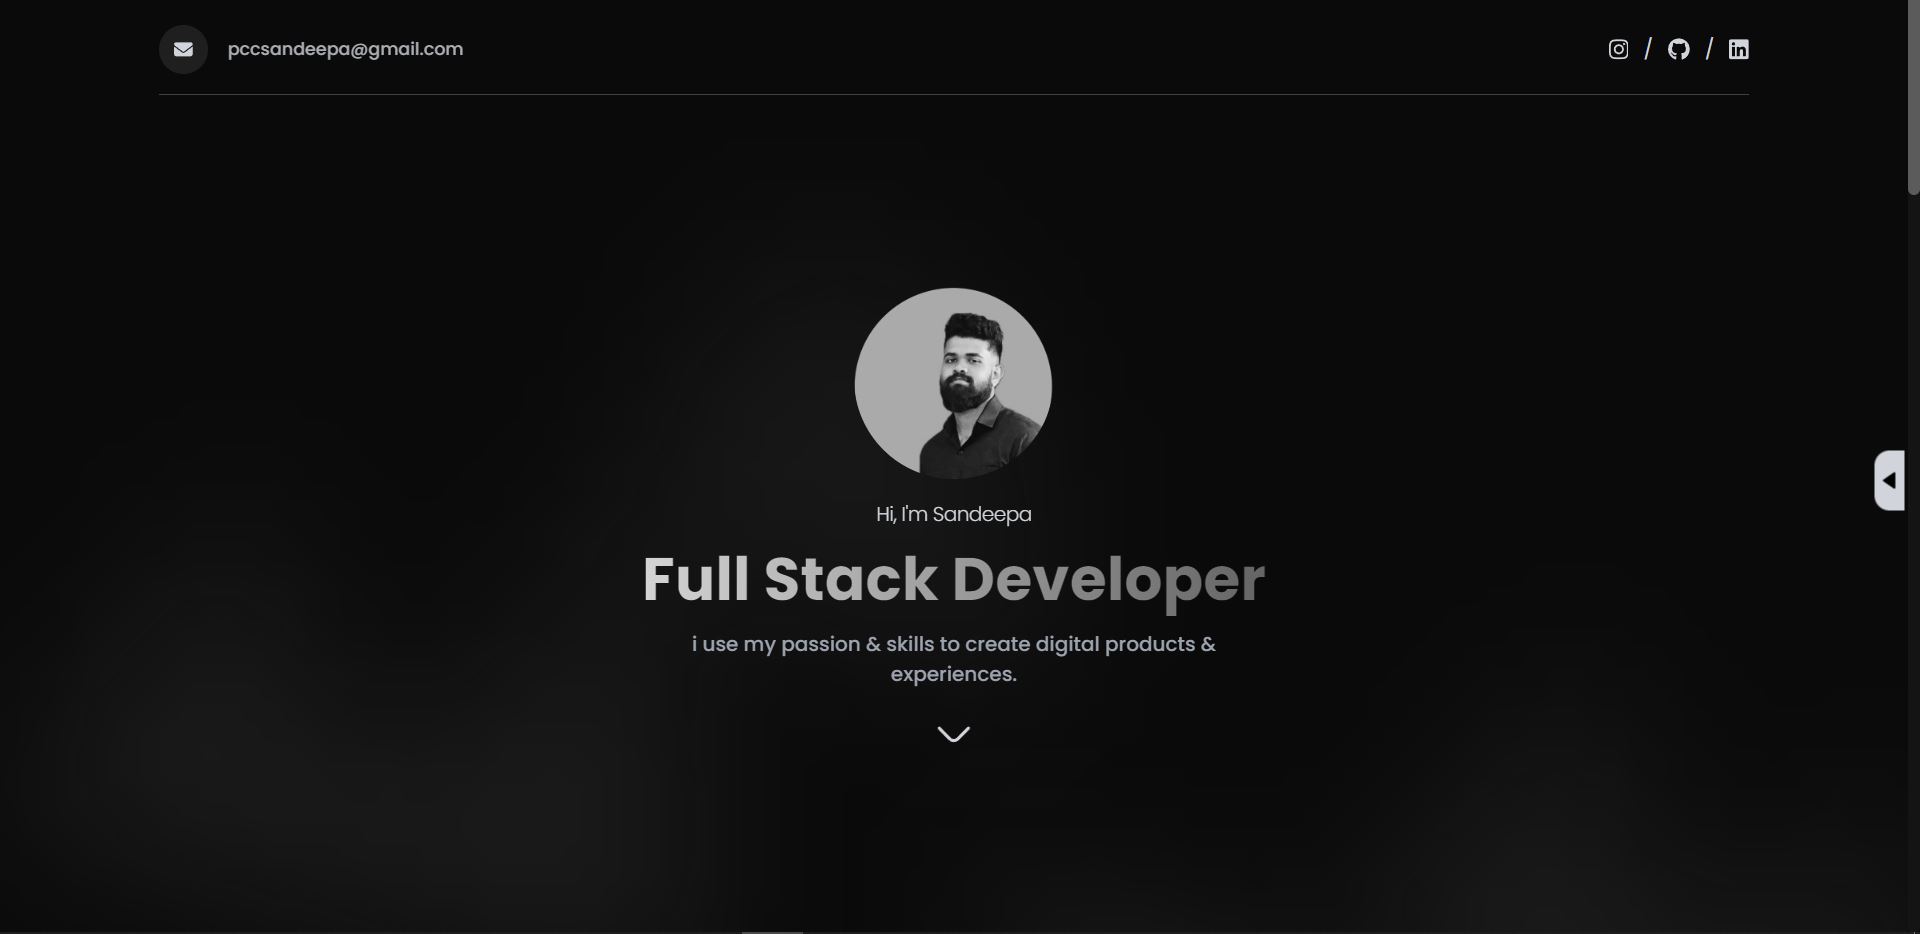 pccsandeepa@gmail.com
/ /
Hi, I'm Sandeepa
Full Stack Developer
i use my passion & skills to create digital products &
experiences.